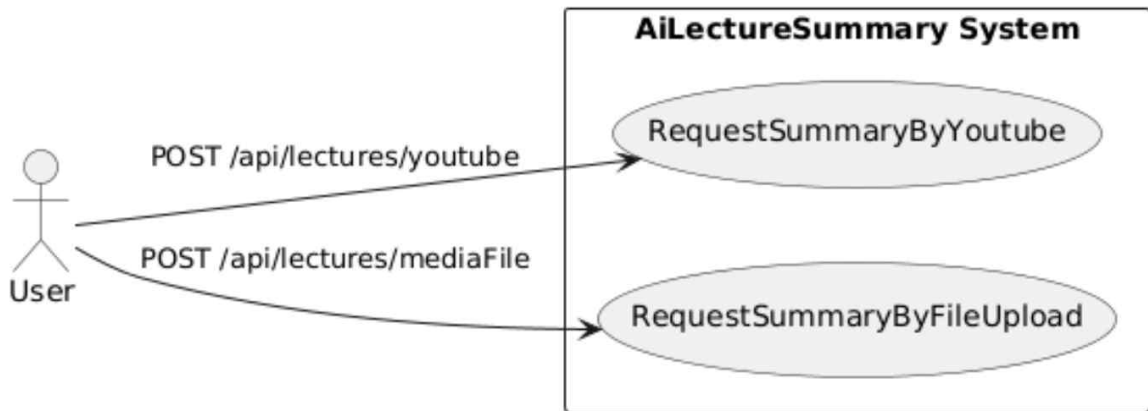 AiLectureSummary System
RequestSummaryByYoutube
POST /api/lectures/youtube
POST /api/lectures/mediaFile
User
RequestSummaryByFileUpload